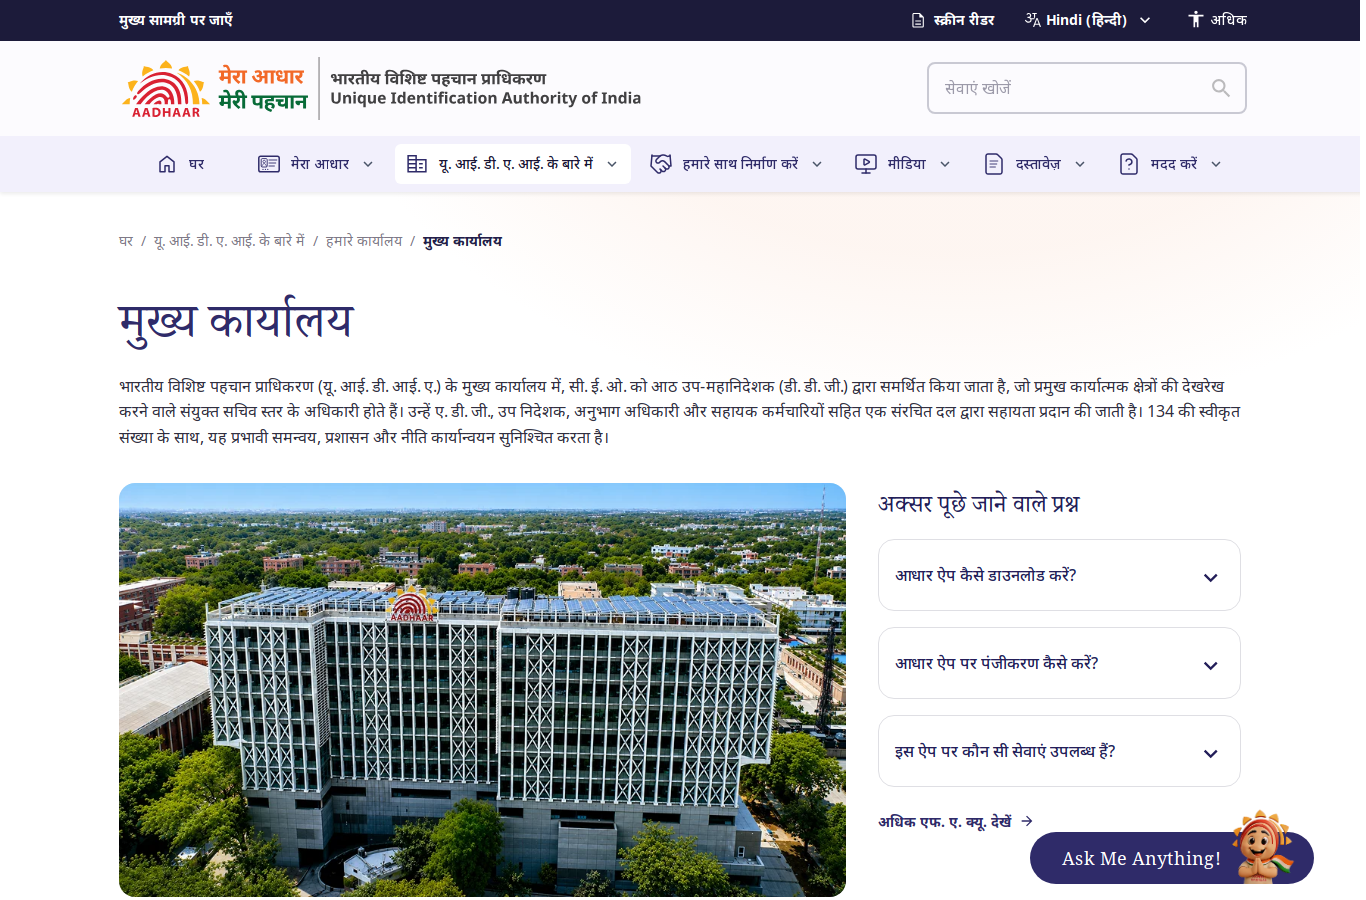 मुख्य सामग्री पर जाएँ
स्क्रीन रीडर
Hindi (हिन्दी)
अधिक
AADHAAR
मेरा आधार
मेरी पहचान
भारतीय विशिष्ट पहचान प्राधिकरण
Unique Identification Authority of India
सेवाएं खोजें
घर
मेरा आधार
यू. आई. डी. ए. आई. के बारे में
हमारे साथ निर्माण करें
मीडिया
दस्तावेज़
मदद करें
घर / यू. आई. डी. ए. आई. के बारे में / हमारे कार्यालय / मुख्य कार्यालय
मुख्य कार्यालय
भारतीय विशिष्ट पहचान प्राधिकरण (यू. आई. डी. आई. ए.) के मुख्य कार्यालय में, सी. ई. ओ. को आठ उप-महानिदेशक (डी. डी. जी.) द्वारा समर्थित किया जाता है, जो प्रमुख कार्यात्मक क्षेत्रों की देखरेख
करने वाले संयुक्त सचिव स्तर के अधिकारी होते हैं। उन्हें ए. डी. जी., उप निदेशक, अनुभाग अधिकारी और सहायक कर्मचारियों सहित एक संरचित दल द्वारा सहायता प्रदान की जाती है। 134 की स्वीकृत
संख्या के साथ, यह प्रभावी समन्वय, प्रशासन और नीति कार्यान्वयन सुनिश्चित करता है।
AADHAAR
अक्सर पूछे जाने वाले प्रश्न
आधार ऐप कैसे डाउनलोड करें?
आधार ऐप पर पंजीकरण कैसे करें?
इस ऐप पर कौन सी सेवाएं उपलब्ध हैं?
अधिक एफ. ए. क्यू. देखें
Ask Me Anything!